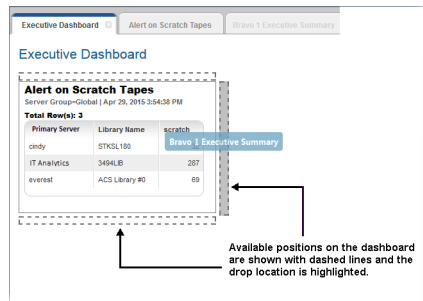 Executive Dashboard
Alert on Scratch Tapes
Bravo 1 Executive Summary
Executive Dashboard
Alert on Scratch Tapes
Server Group=Global | Apr 29, 2015 3:54:38 PM
Total Row(s): 3
Primary Server Library Name scratch
cindy STKSL180
Bravo 1 Executive Summary
IT Analytics 3494LIB 287
everest ACS Library #0 69
Available positions on the dashboard
are shown with dashed lines and the
drop location is highlighted.